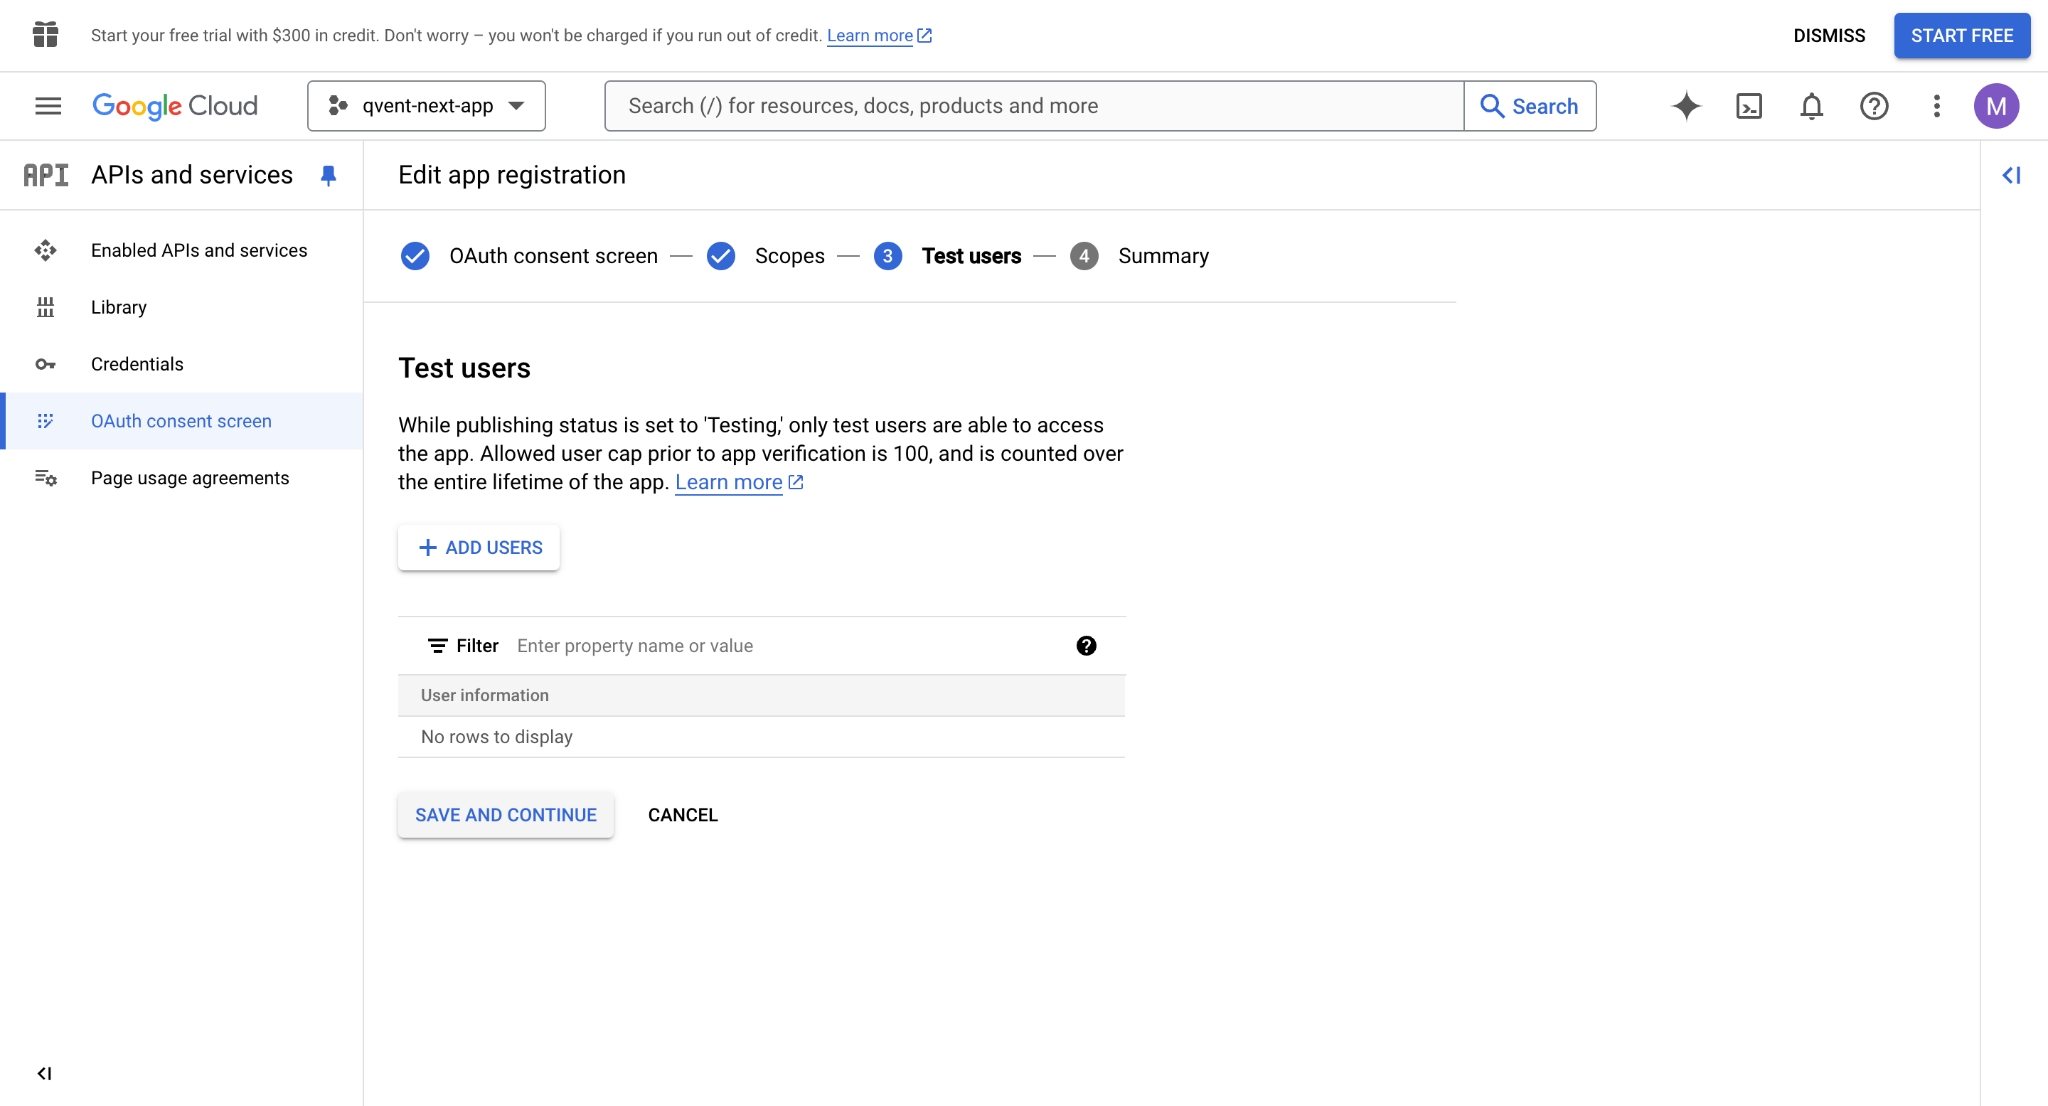 Start your free trial with $300 in credit. Don't worry – you won't be charged if you run out of credit. Learn more
DISMISS
START FREE
Google Cloud
qvent-next-app
Search (/) for resources, docs, products and more
Search
M
API
APIs and services
Edit app registration
Enabled APIs and services
Library
Credentials
OAuth consent screen
Page usage agreements
OAuth consent screen
Scopes
3
Test users
4
Summary
Test users
While publishing status is set to 'Testing,' only test users are able to access
the app. Allowed user cap prior to app verification is 100, and is counted over
the entire lifetime of the app. Learn more
ADD USERS
Filter
Enter property name or value
User information
No rows to display
SAVE AND CONTINUE
CANCEL